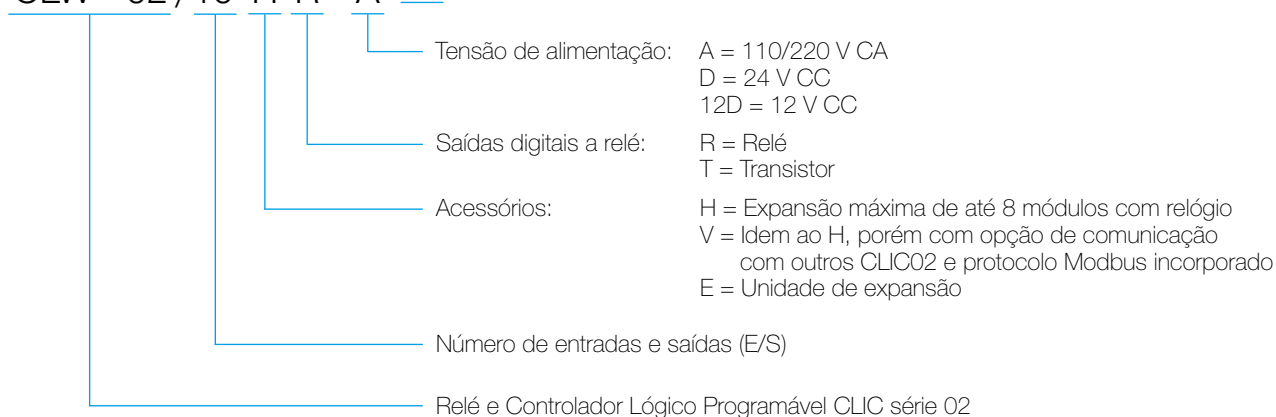 Tensão de alimentação: A = 110/220 V CA
D = 24 V CC
12D = 12 V CC
Saídas digitais a relé: R = Relé
T = Transistor
Acessórios: H = Expansão máxima de até 8 módulos com relógio
V = Idem ao H, porém com opção de comunicação
com outros CLIC02 e protocolo Modbus incorporado
E = Unidade de expansão
Número de entradas e saídas (E/S)
Relé e Controlador Lógico Programável CLIC série 02